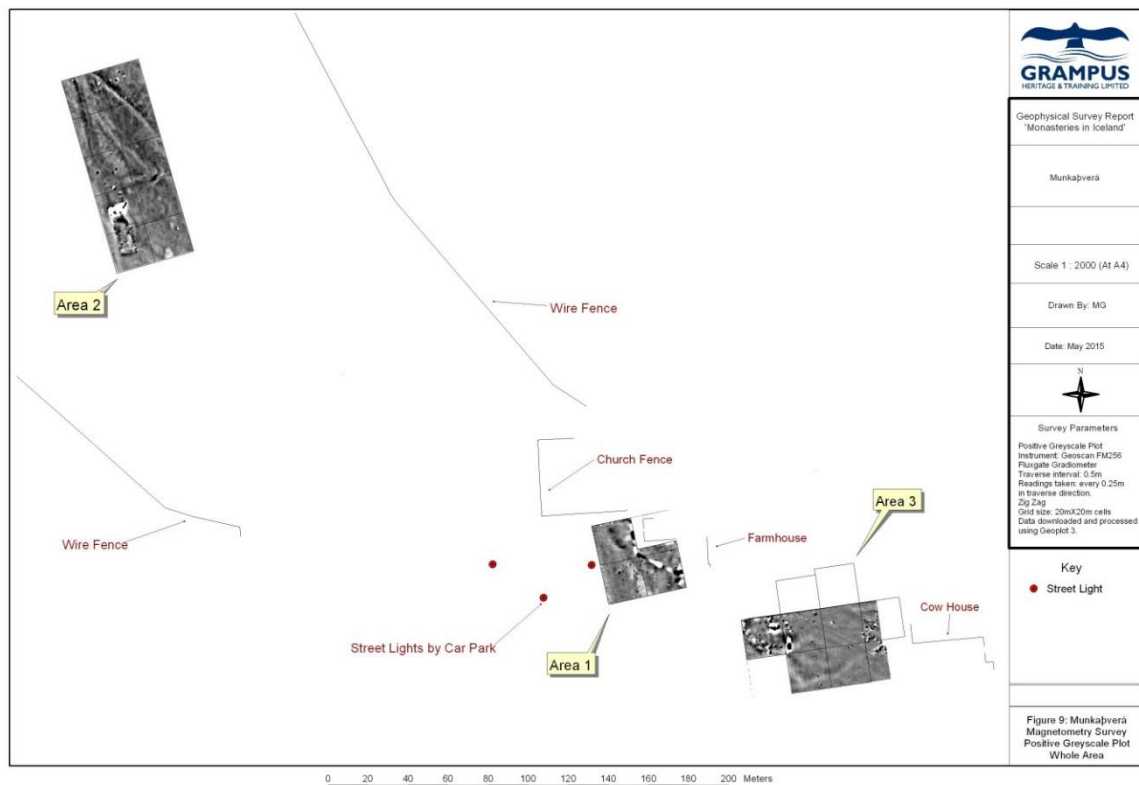 Area 2
Wire Fence
Church Fence
Area 3
Wire Fence
Farmhouse
Cow House
Street Lights by Car Park
Area 1
0 20 40 60 80 100 120 140 160 180 200 Meters
GRAMPUS
HERITAGE & TRAINING LIMITED
Geophysical Survey Report
'Monasteries in Iceland'
Munkaþverá
Scale 1 : 2000 (At A4)
Drawn By: MG
Date: May 2015
N
Survey Parameters
Positive Greyscale Plot
Instrument: Geoscan FM256
Fluxgate Gradiometer
Traverse interval: 0.5m
Readings taken: every 0.25m
in traverse direction.
Zig Zag
Grid size: 20mX20m cells
Data downloaded and processed
using Geoplot 3.
Key
Street Light
Figure 9: Munkaþverá
Magnetometry Survey
Positive Greyscale Plot
Whole Area